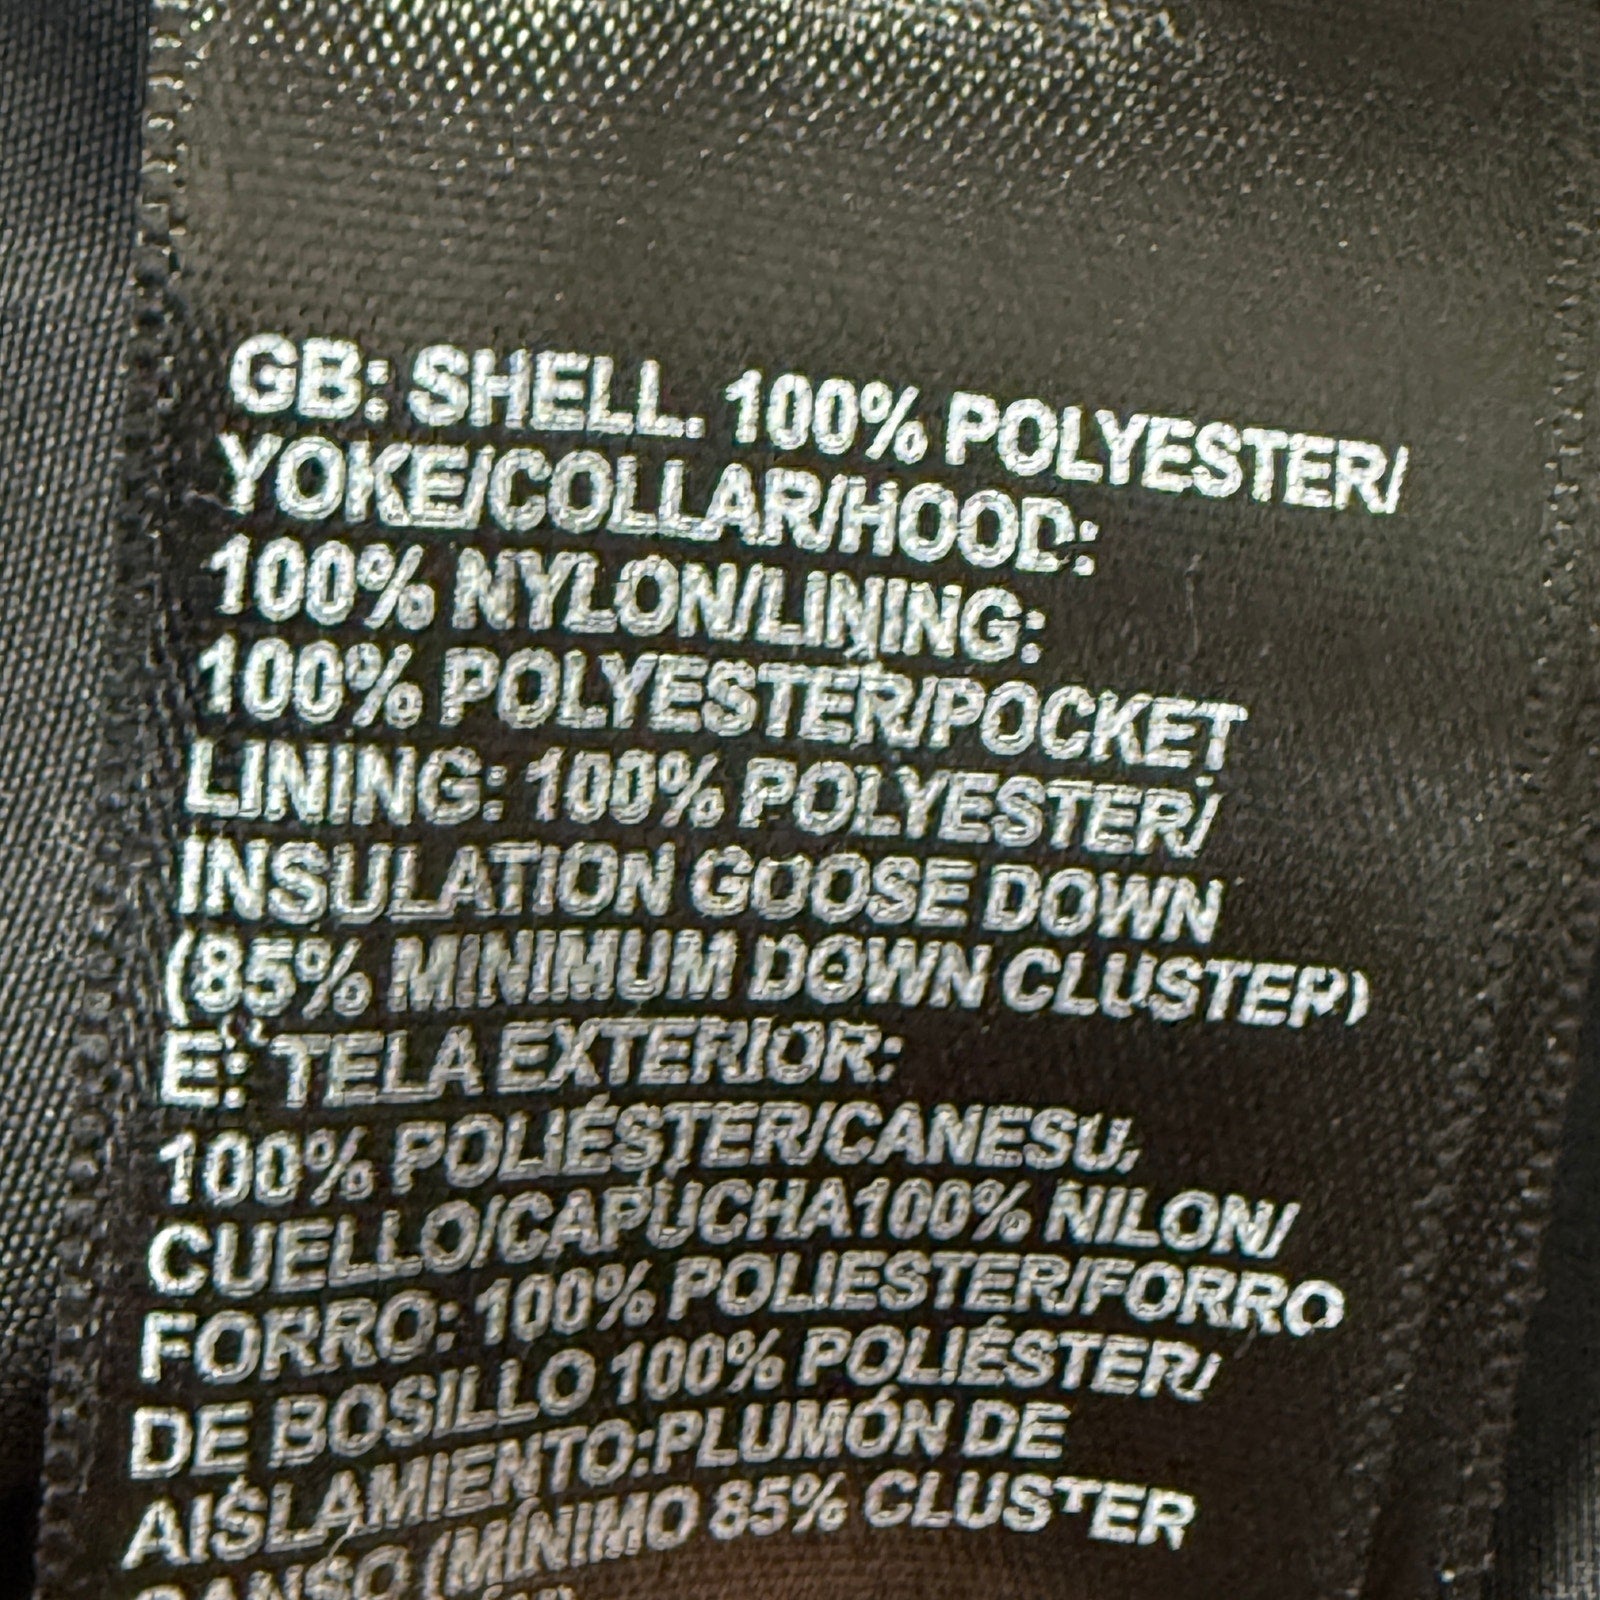 GB: SHELL. 100% POLYESTER/
YOKE/COLLAR/HOOD:
100% NYLON/LINING:
100% POLYESTER/POCKET
LINING: 100% POLYESTER/
INSULATION GOOSE DOWN
(85% MINIMUM DOWN CLUSTER)
E: TELA EXTERIOR:
100% POLIÉSTER/CANESU,
CUELLO/CAPUCHA100% NILON/
FORRO: 100% POLIESTER/FORRO
DE BOSILLO 100% POLIÉSTER/
AISLAMIENTO:PLUMÓN DE
GANSO (MÍNIMO 85% CLUSTER